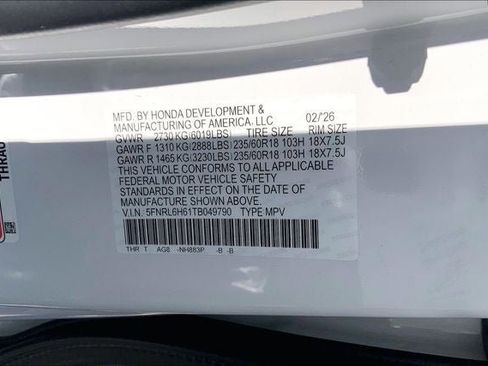 THRAU
MFD. BY HONDA DEVELOPMENT & 02/26
MANUFACTURING OF AMERICA, LLC
GVWR 2730 KG(6019LBS) TIRE SIZE RIM SIZE
GAWR F 1310 KG(2888LBS) 235/60R18 103H 18X7.5J
GAWR R 1465 KG(3230LBS) 235/60R18 103H 18X7.5J
THIS VEHICLE CONFORMS TO ALL APPLICABLE
FEDERAL MOTOR VEHICLE SAFETY
STANDARDS IN EFFECT ON THE DATE OF
MANUFACTURE SHOWN ABOVE.
V.I.N. 5FNRL6H61TB049790 TYPE MPV
THR T AG8 -NH883P -B -B